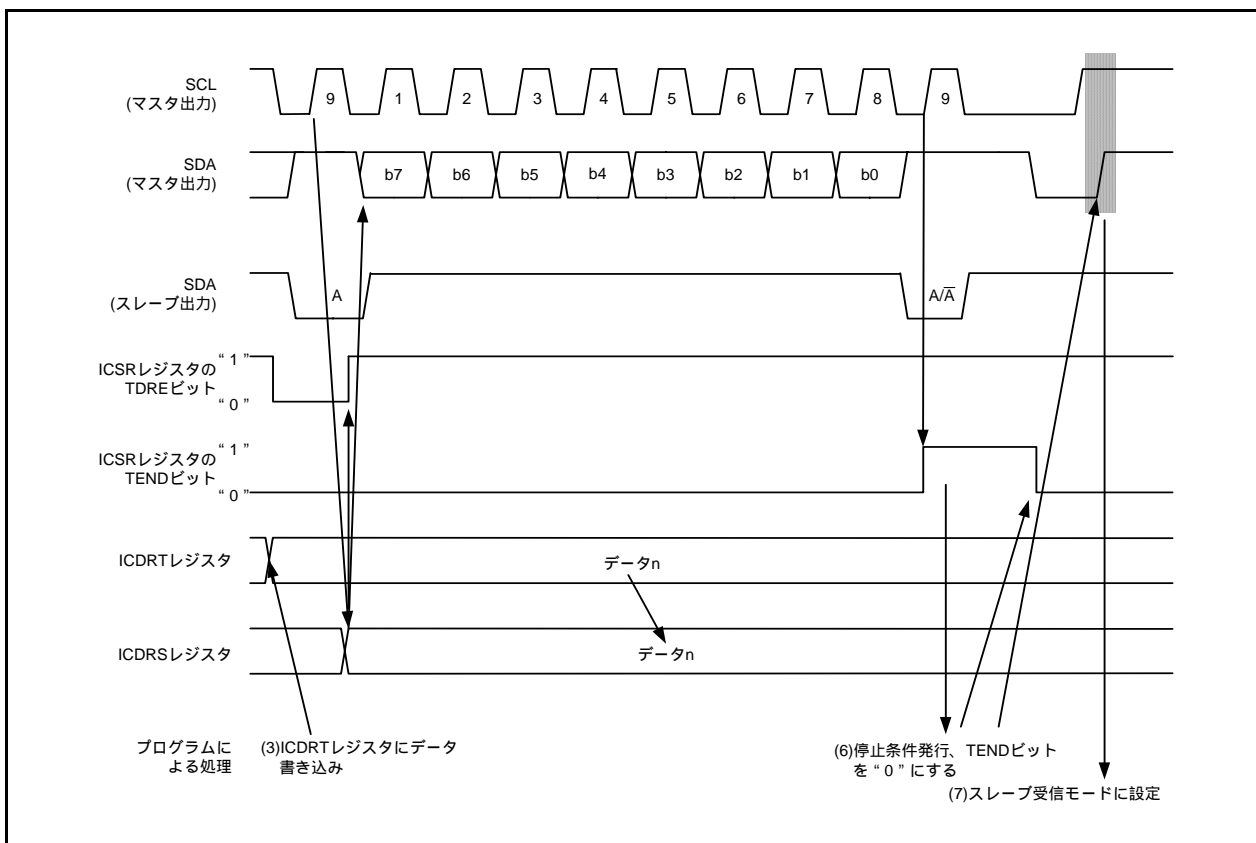 SCL
(マスタ出力)
9 1 2 3 4 5 6 7 8 9
SDA
(マスタ出力)
b7 b6 b5 b4 b3 b2 b1 b0
SDA
(スレーブ出力)
A A/A̅
ICSRレジスタの
TDREビット
“ 1 ”
“ 0 ”
ICSRレジスタの
TENDビット
“ 1 ”
“ 0 ”
ICDRTレジスタ
データn
ICDRSレジスタ
データn
プログラムに
よる処理
(3)ICDRTレジスタにデータ
書き込み
(6)停止条件発行、TENDビット
を“ 0 ”にする
(7)スレーブ受信モードに設定